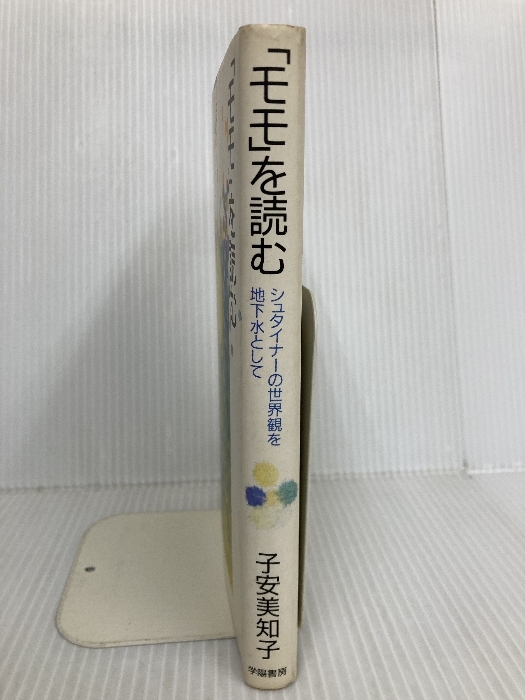 「モモ」を読む
シュタイナーの世界観を
地下水として
子安美知子
学陽書房